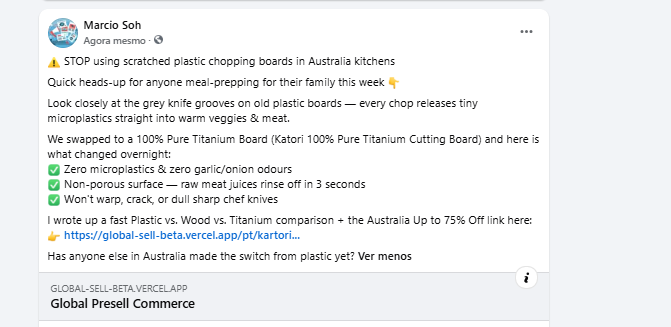 Marcio Soh
Agora mesmo ·
⚠️ STOP using scratched plastic chopping boards in Australia kitchens
Quick heads-up for anyone meal-prepping for their family this week 👇
Look closely at the grey knife grooves on old plastic boards — every chop releases tiny
microplastics straight into warm veggies & meat.
We swapped to a 100% Pure Titanium Board (Katori 100% Pure Titanium Cutting Board) and here is
what changed overnight:
✅ Zero microplastics & zero garlic/onion odours
✅ Non-porous surface — raw meat juices rinse off in 3 seconds
✅ Won't warp, crack, or dull sharp chef knives
I wrote up a fast Plastic vs. Wood vs. Titanium comparison + the Australia Up to 75% Off link here:
👉 https://global-sell-beta.vercel.app/pt/kartori...
Has anyone else in Australia made the switch from plastic yet? Ver menos
GLOBAL-SELL-BETA.VERCEL.APP
Global Presell Commerce